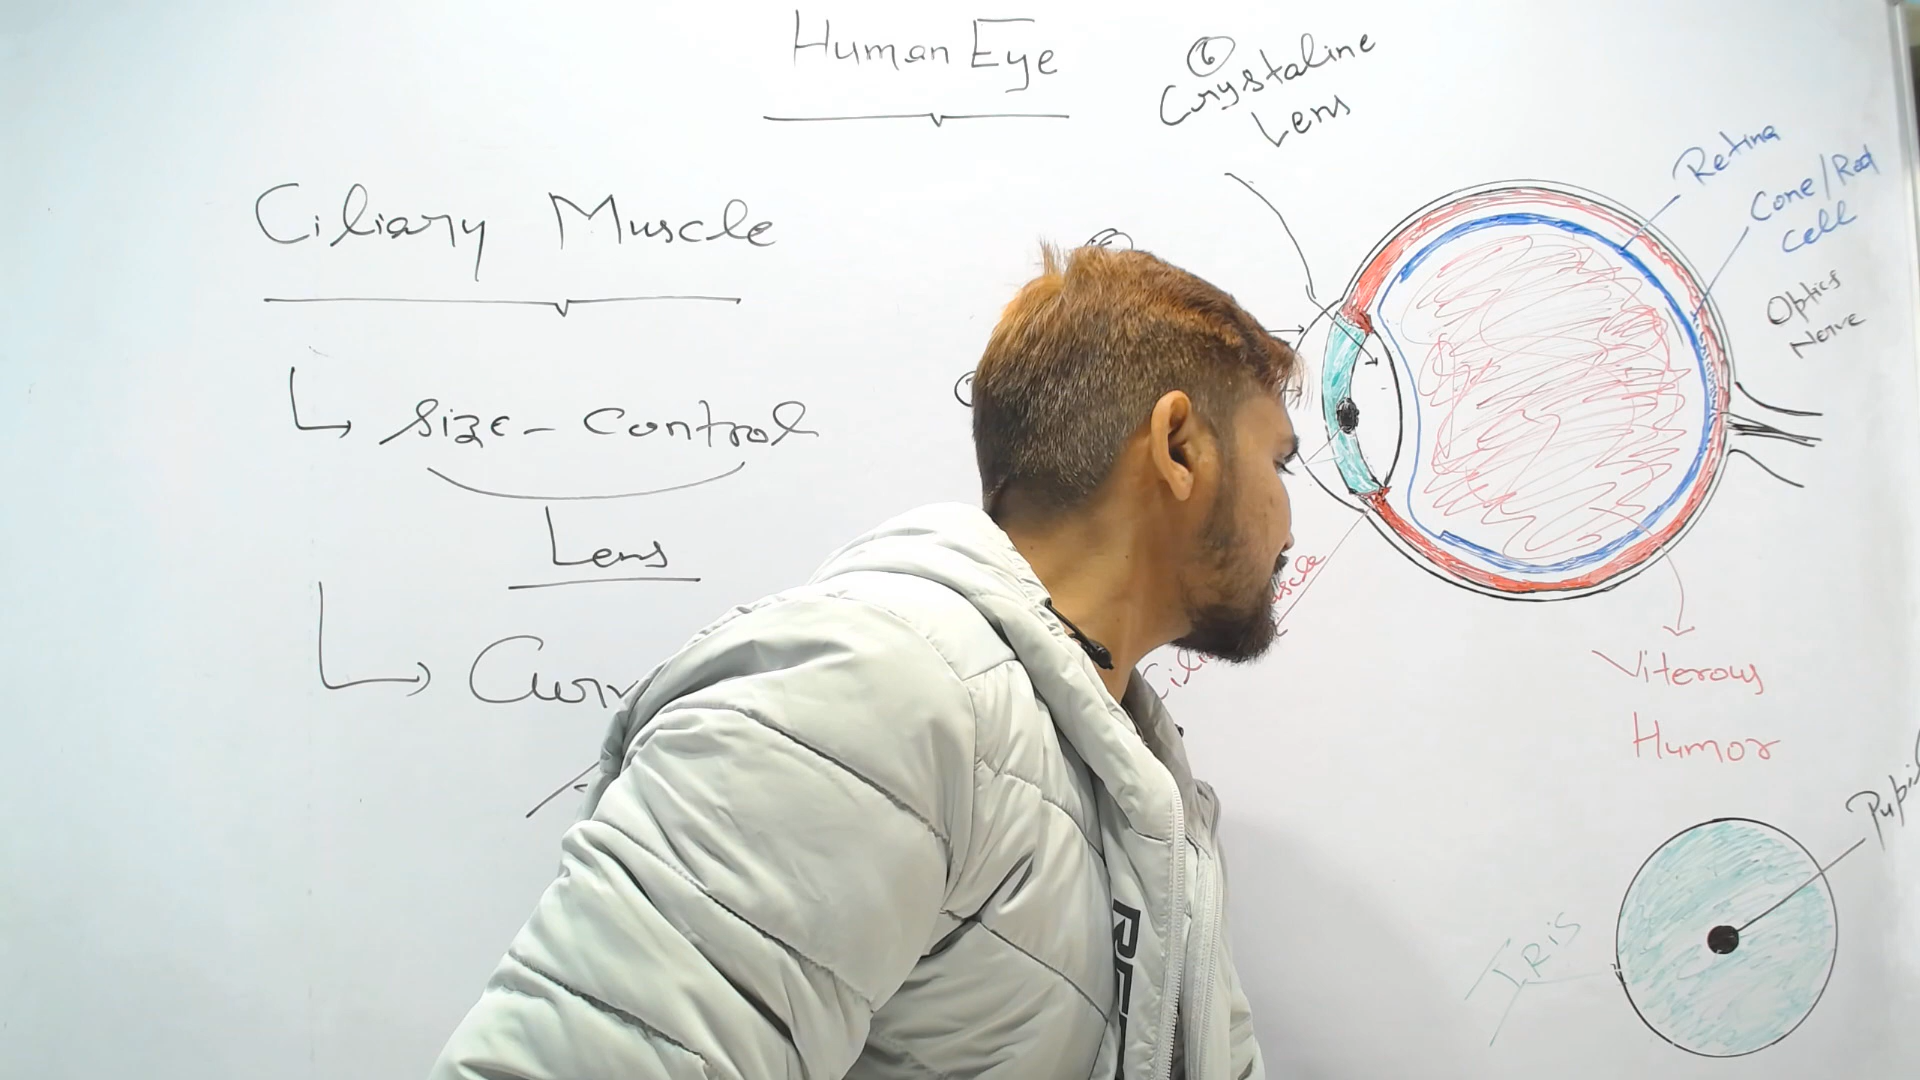 Human Eye
6
Crystaline
Lens
Retina
Cone/Rod
Cell
Optics
Nerve
Ciliary Muscle
Size - Control
Lens
Viterous
Humor
IRis